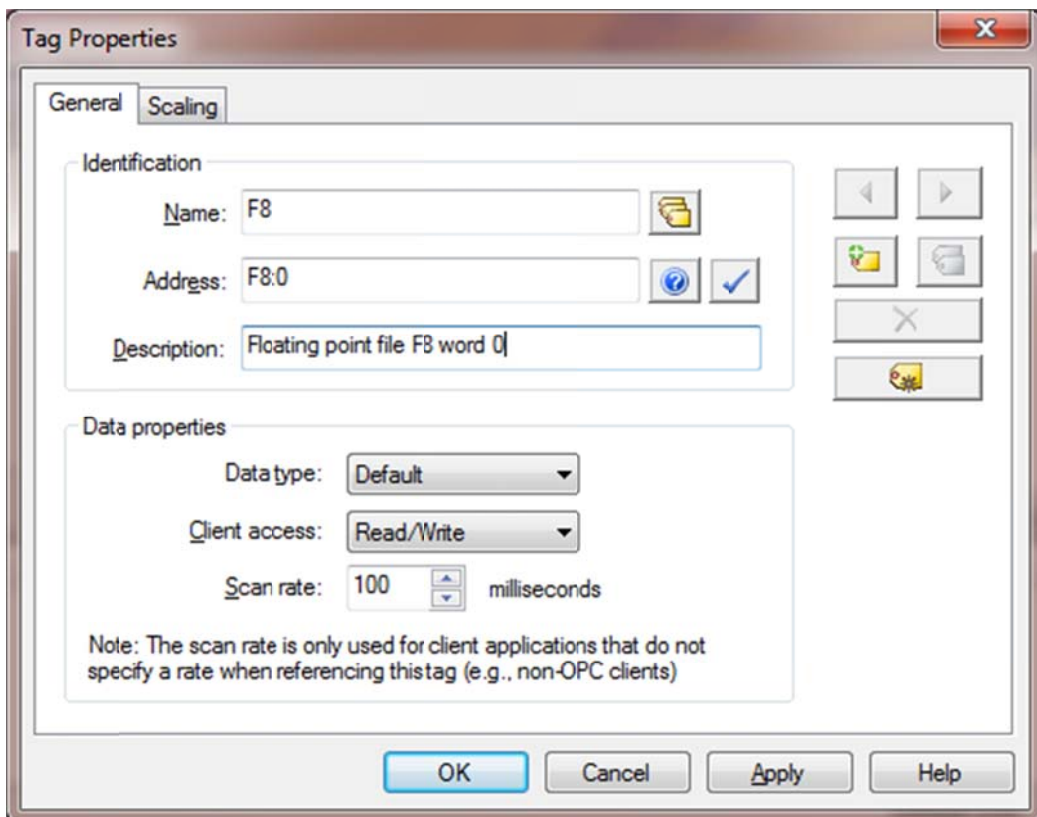 Tag Properties
General Scaling
Identification
Name: F8
Address: F8:0
Description: Floating point file F8 word 0
Data properties
Data type: Default
Client access: Read/Write
Scan rate: 100 milliseconds
Note: The scan rate is only used for client applications that do not
specify a rate when referencing this tag (e.g., non-OPC clients)
OK Cancel Apply Help